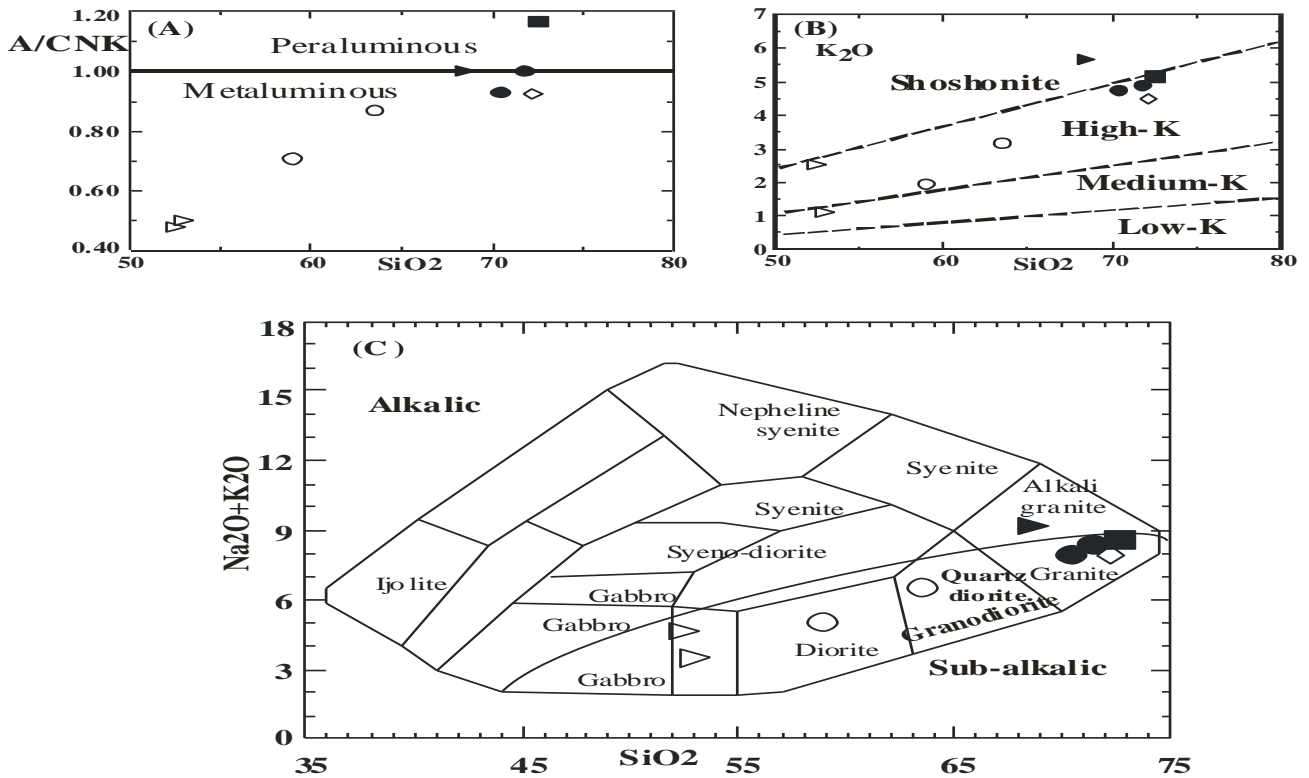 1.20
(A)
A/CNK
Peraluminous
1.00
Metaluminous
0.80
0.60
0.40
50
60
70
80
SiO2
7
(B)
6
K2O
5
Shoshonite
4
High-K
3
2
Medium-K
1
Low-K
0
50
60
70
80
SiO2
18
(C)
15
Alkalic
Nepheline
syenite
12
Syenite
Alkali
granite
Na2O+K2O
9
Syenite
Syeno-diorite
Ijolite
Quartz
diorite
Granite
6
Gabbro
Gabbro
Granodiorite
Diorite
3
Gabbro
Sub-alkalic
0
35
45
55
65
75
SiO2